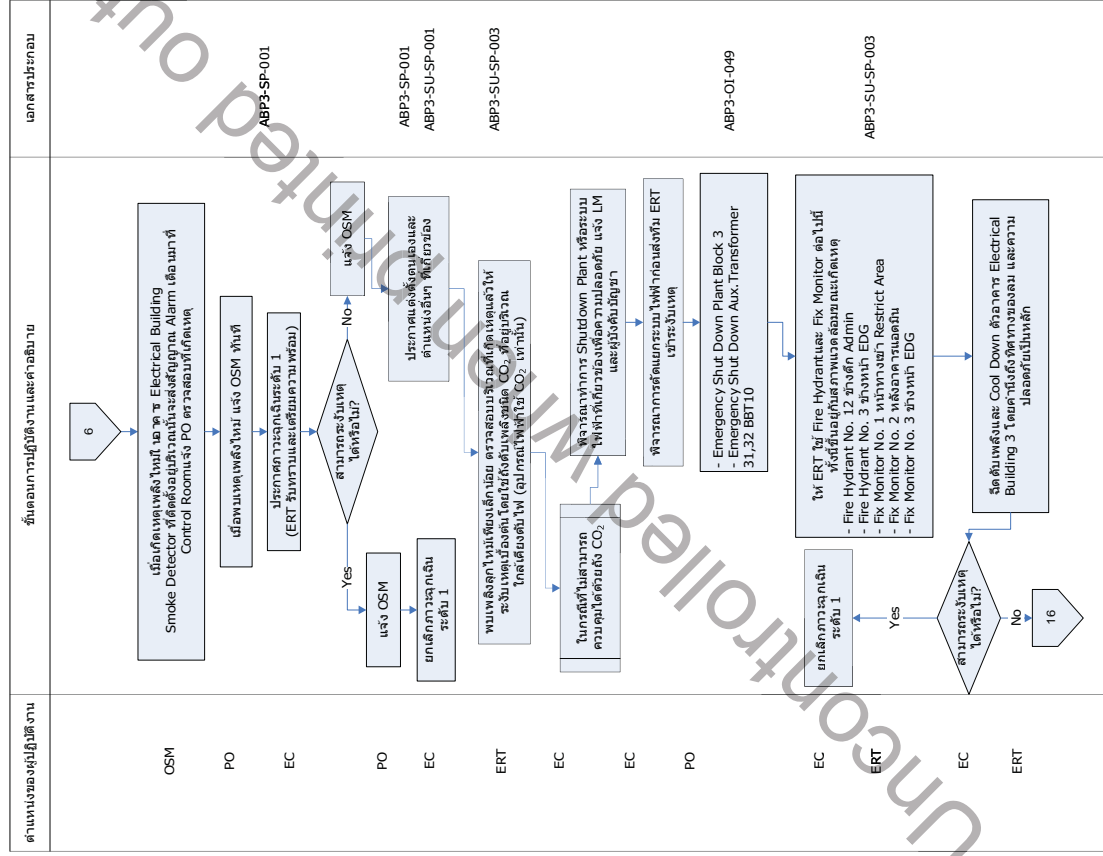 ตำแหน่งของผู้ปฏิบัติงาน
ขั้นตอนการปฏิบัติงานและคำอธิบาย
เอกสารประกอบ
6
OSM
เมื่อเกิดเหตุเพลิงไหม้ในอาคาร Electrical Building
Smoke Detector ที่ติดตั้งอยู่บริเวณนั้นจะส่งสัญญาณ Alarm เตือนมาที่
Control Roomแจ้ง PO ตรวจสอบที่เกิดเหตุ
PO
เมื่อพบเหตุเพลิงไหม้ แจ้ง OSM ทันที
EC
ประกาศภาวะฉุกเฉินระดับ 1
(ERT รับทราบและเตรียมความพร้อม)
ABP3-SP-001
สามารถระงับเหตุ
ได้หรือไม่?
Yes
No
PO
แจ้ง OSM
แจ้ง OSM
EC
ยกเลิกภาวะฉุกเฉิน
ระดับ 1
ประกาศแต่งตั้งตนเองและ
ตำแหน่งอื่นๆ ที่เกี่ยวข้อง
ABP3-SP-001
ABP3-SU-SP-001
ERT
พบเพลิงลุกไหม้เพียงเล็กน้อย ตรวจสอบบริเวณที่เกิดเหตุแล้วให้
ระงับเหตุเบื้องต้นโดยใช้ถังดับเพลิงชนิด CO2 ที่อยู่บริเวณ
ใกล้เคียงดับไฟ (อุปกรณ์ไฟฟ้าใช้ CO2 เท่านั้น)
ABP3-SU-SP-003
EC
ในกรณีที่ไม่สามารถ
ควบคุมได้ด้วยถัง CO2
EC
พิจารณาทำการ Shutdown Plant หรือระบบ
ไฟฟ้าที่เกี่ยวข้องเพื่อความปลอดภัย แจ้ง LM
และผู้บังคับบัญชา
PO
พิจารณาการตัดแยกระบบไฟฟ้าก่อนส่งทีม ERT
เข้าระงับเหตุ
- Emergency Shut Down Plant Block 3
- Emergency Shut Down Aux.Transformer
31,32 BBT10
ABP3-OI-049
EC
ERT
ให้ ERT ใช้ Fire Hydrantและ Fix Monitor ต่อไปนี้
ทั้งนี้ขึ้นอยู่กับสภาพแวดล้อมขณะเกิดเหตุ
- Fire Hydrant No. 12 ข้างตึก Admin
- Fire Hydrant No. 3 ข้างหน้า EDG
- Fix Monitor No. 1 หน้าทางเข้า Restrict Area
- Fix Monitor No. 2 หลังอาคารแอดมิน
- Fix Monitor No. 3 ข้างหน้า EDG
ABP3-SU-SP-003
ยกเลิกภาวะฉุกเฉิน
ระดับ 1
Yes
EC
สามารถระงับเหตุ
ได้หรือไม่?
ERT
ฉีดดับเพลิงและ Cool Down ตัวอาคาร Electrical
Building 3 โดยคำนึงถึงทิศทางของลม และความ
ปลอดภัยเป็นหลัก
No
16
Uncontrolled when printed out